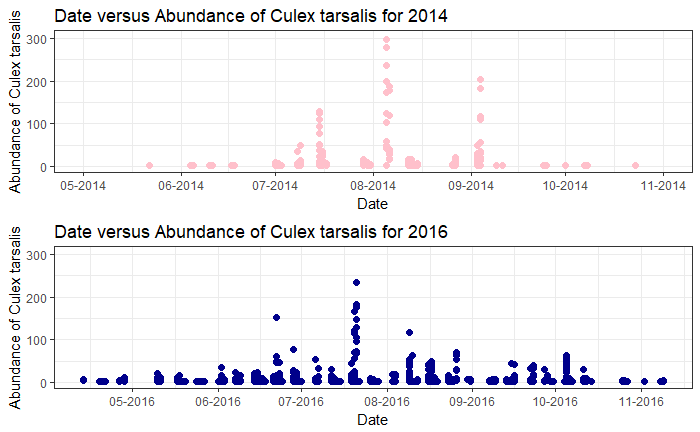 Date versus Abundance of Culex tarsalis for 2014
Abundance of Culex tarsalis
300
200
100
0
05-2014 06-2014 07-2014 08-2014 09-2014 10-2014 11-2014
Date
Date versus Abundance of Culex tarsalis for 2016
Abundance of Culex tarsalis
300
200
100
0
05-2016 06-2016 07-2016 08-2016 09-2016 10-2016 11-2016
Date